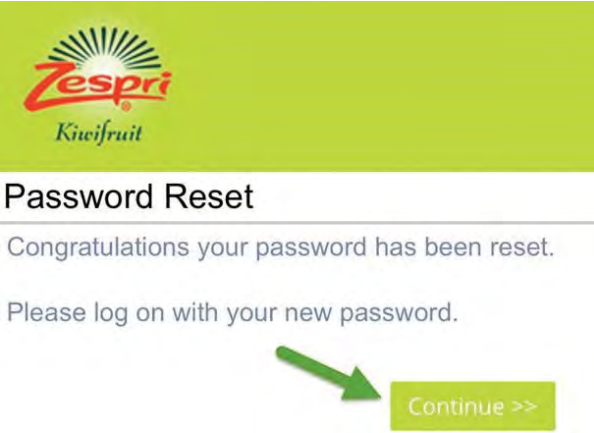 Zespri®
Kiwifruit
Password Reset
Congratulations your password has been reset.
Please log on with your new password.
Continue >>